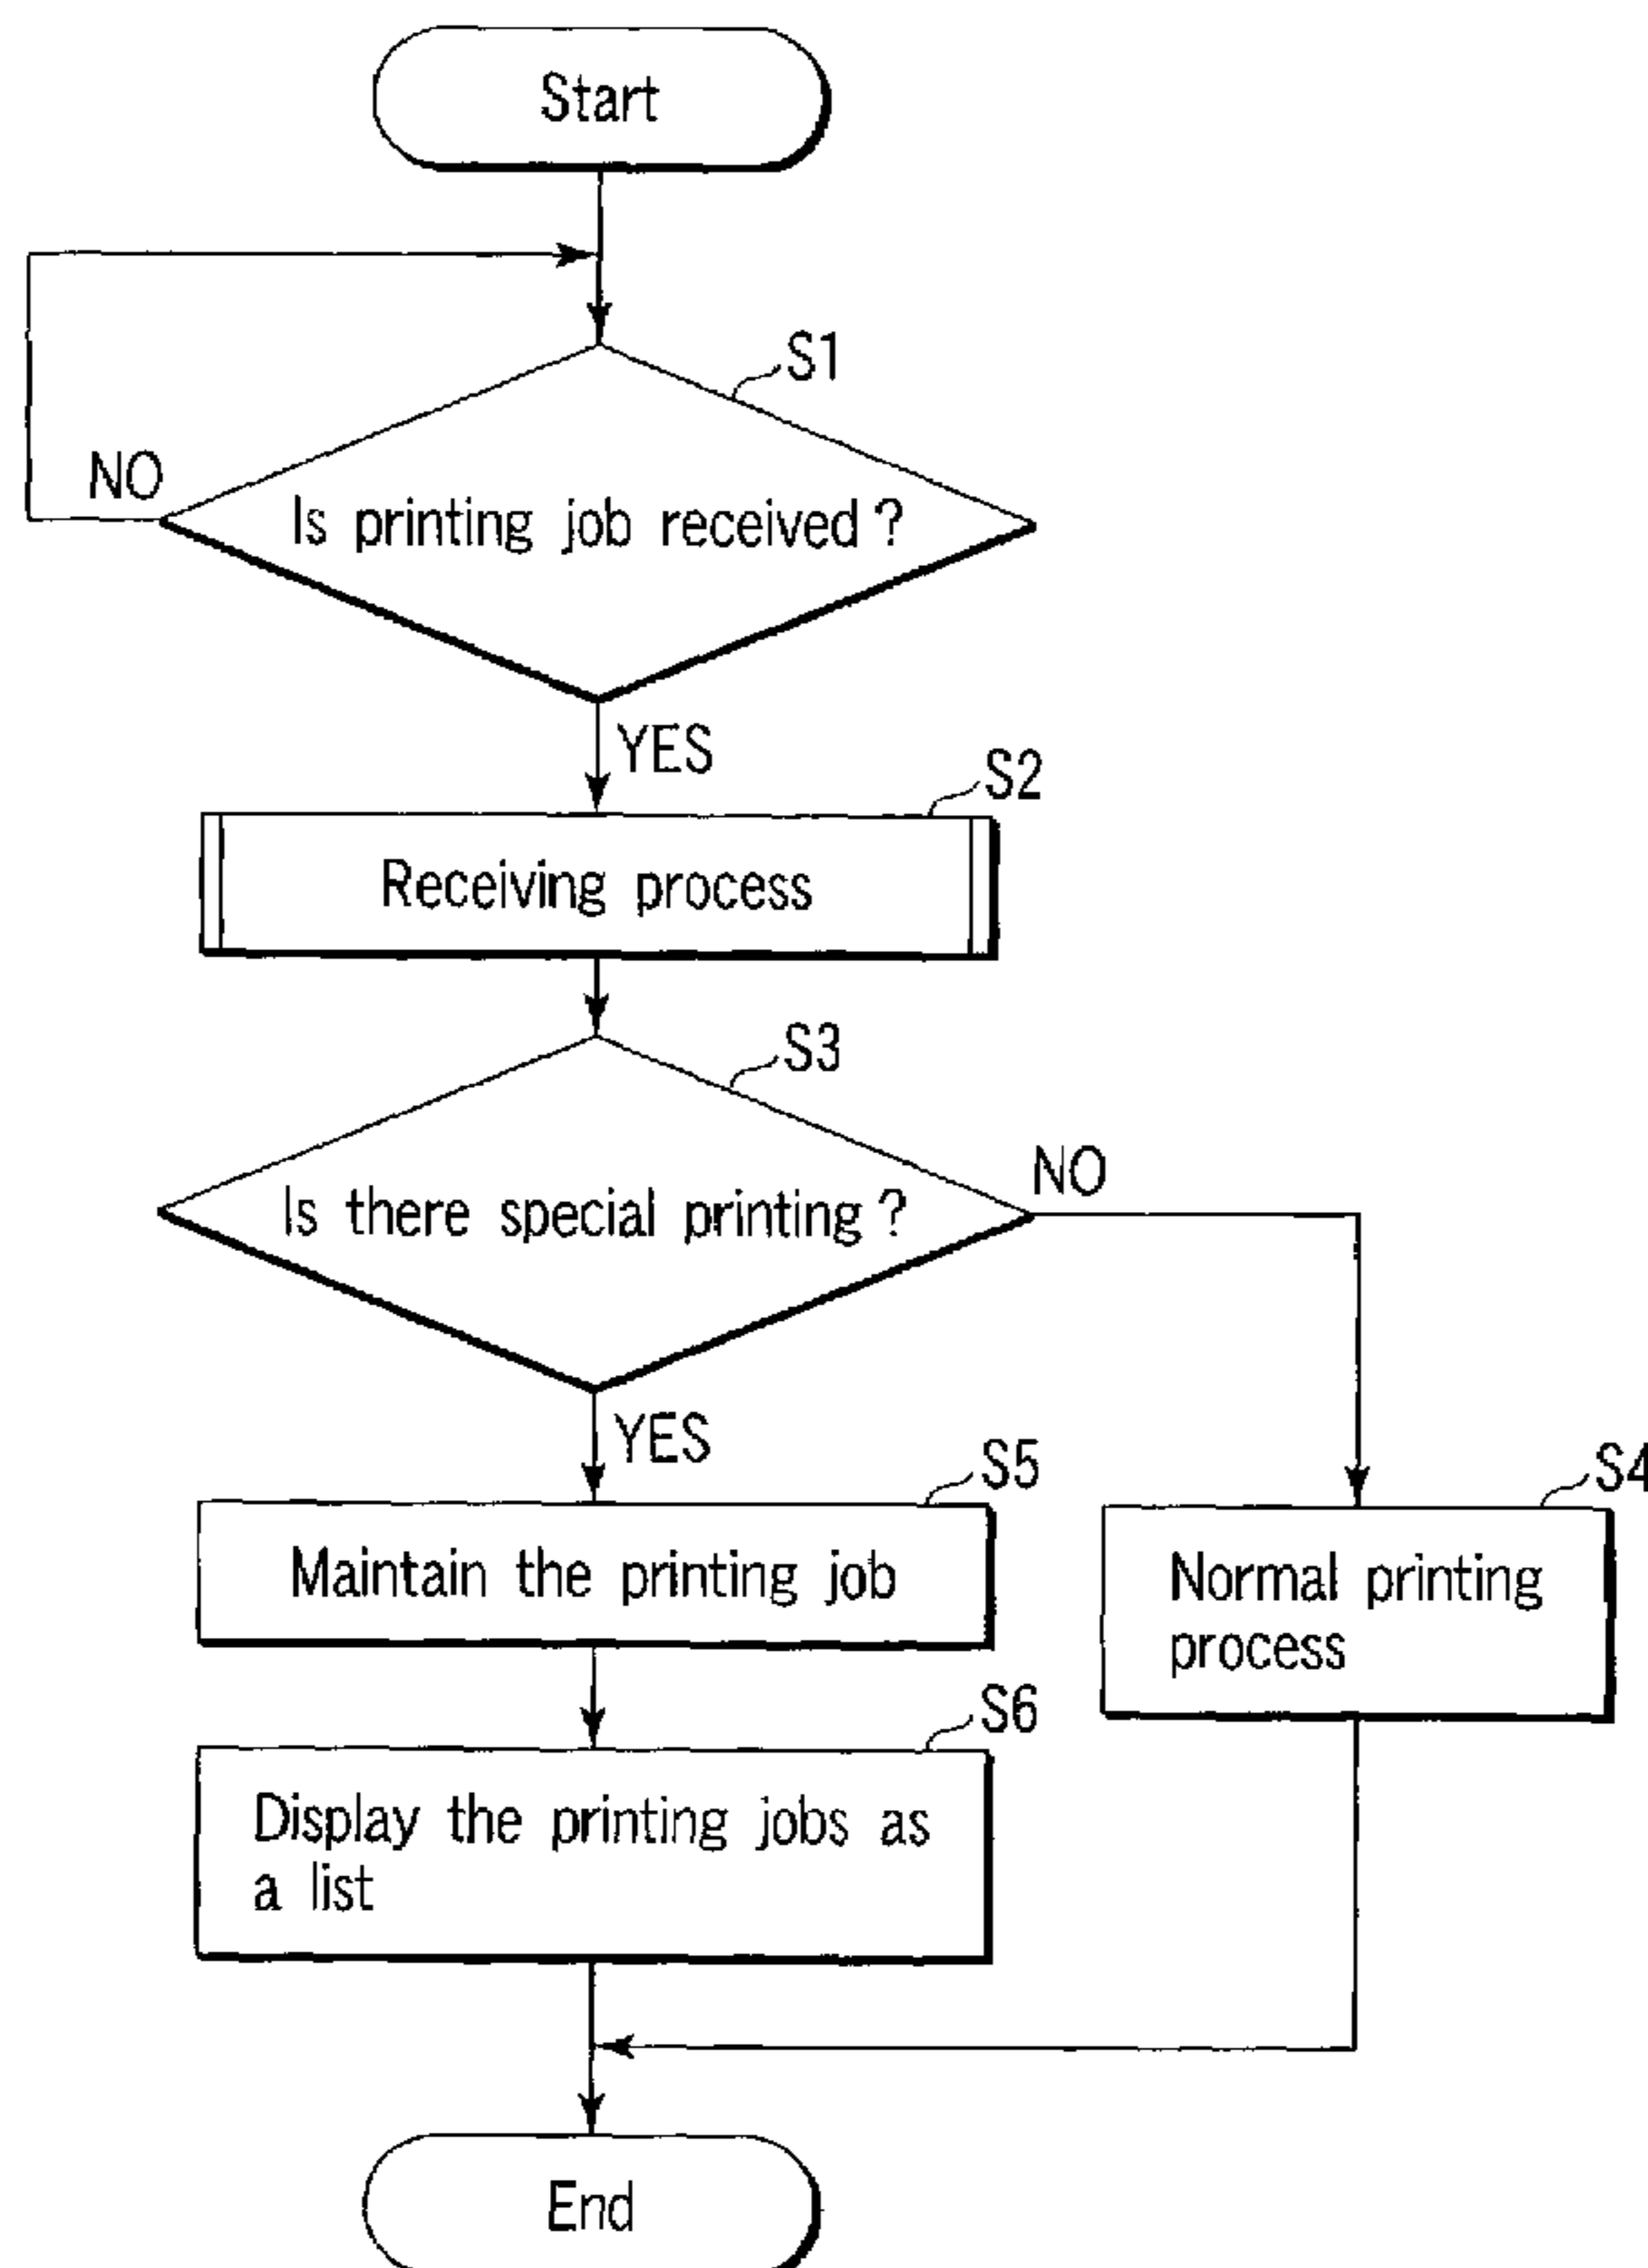 Start
S1
NO
Is printing job received ?
YES
S2
Receiving process
S3
NO
Is there special printing ?
YES
S5
S4
Maintain the printing job
Normal printing
process
S6
Display the printing jobs as
a list
End